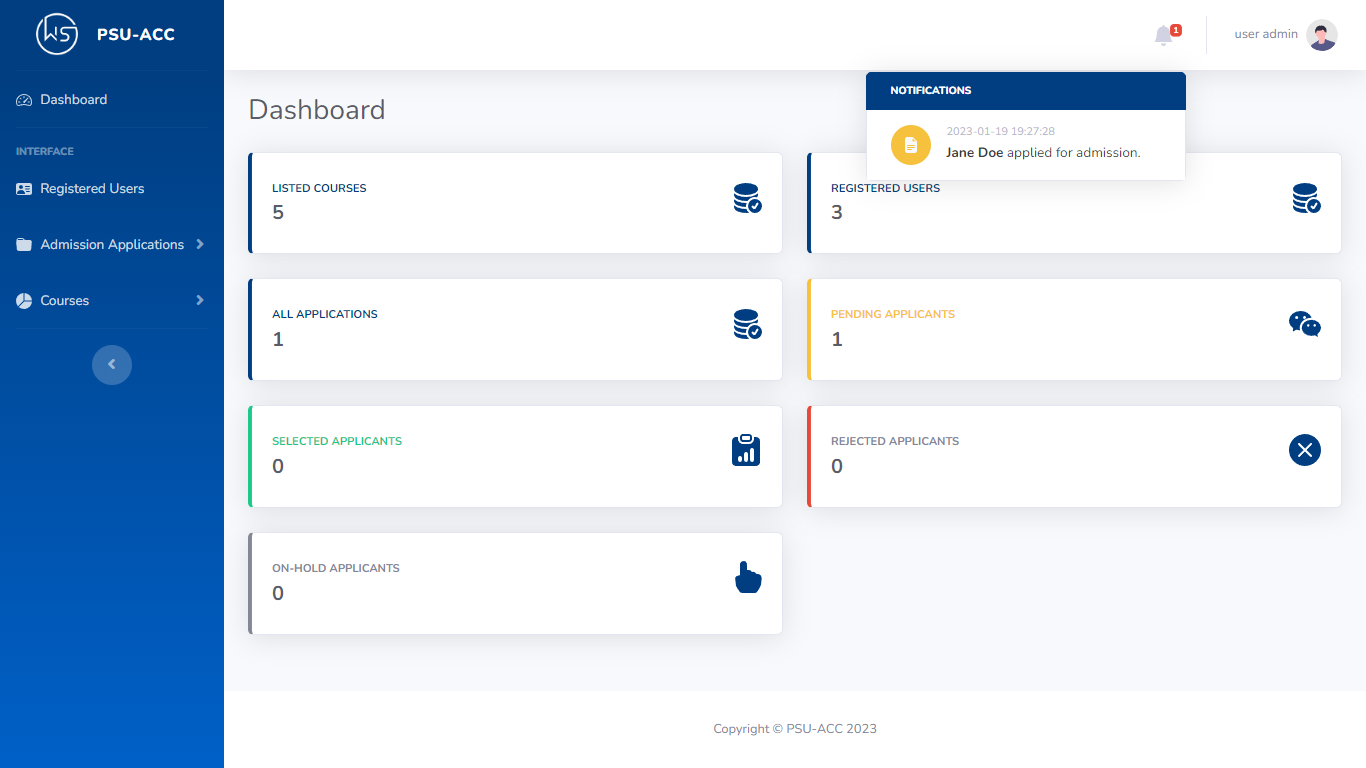 WS
PSU-ACC
Dashboard
INTERFACE
Registered Users
Admission Applications
Courses
1
user admin
NOTIFICATIONS
2023-01-19 19:27:28
Jane Doe applied for admission.
Dashboard
LISTED COURSES
5
REGISTERED USERS
3
ALL APPLICATIONS
1
PENDING APPLICANTS
1
SELECTED APPLICANTS
0
REJECTED APPLICANTS
0
ON-HOLD APPLICANTS
0
Copyright © PSU-ACC 2023